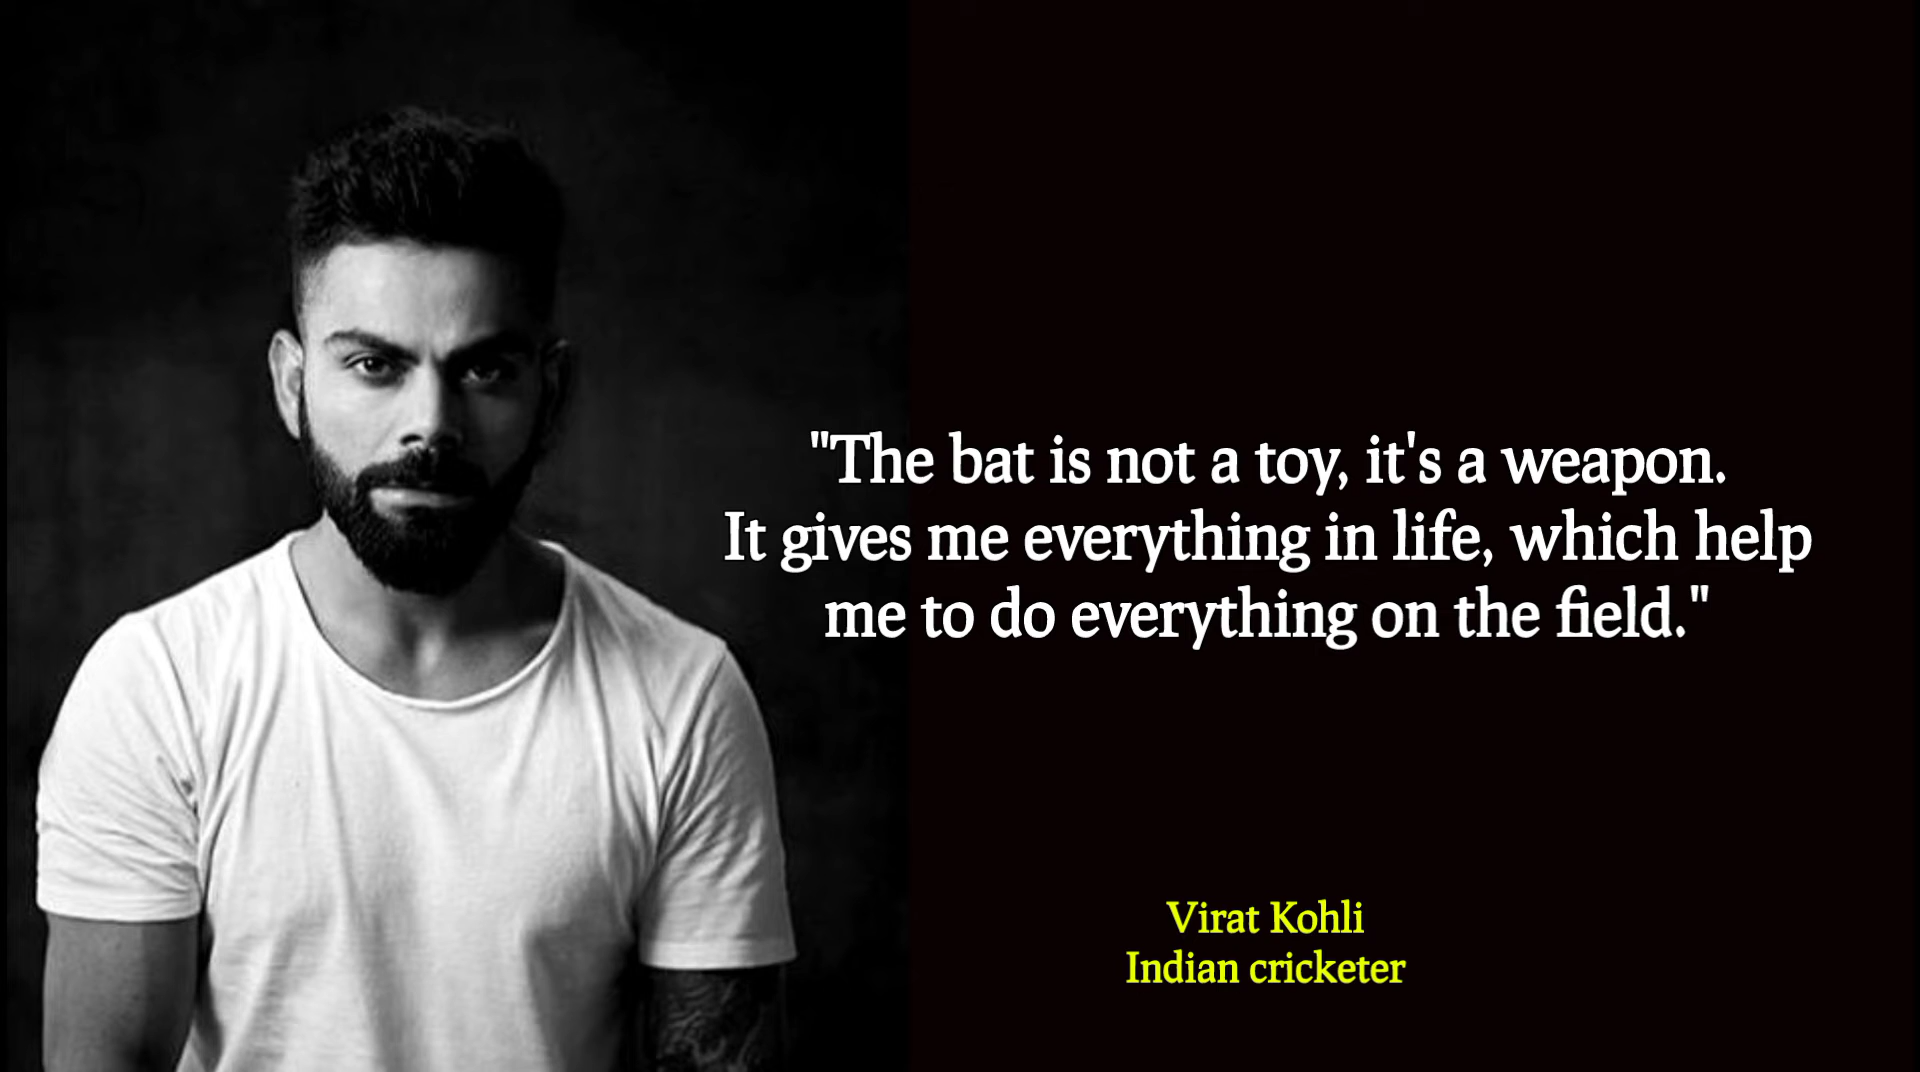 "The bat is not a toy, it's a weapon.
It gives me everything in life, which help
me to do everything on the field."
Virat Kohli
Indian cricketer